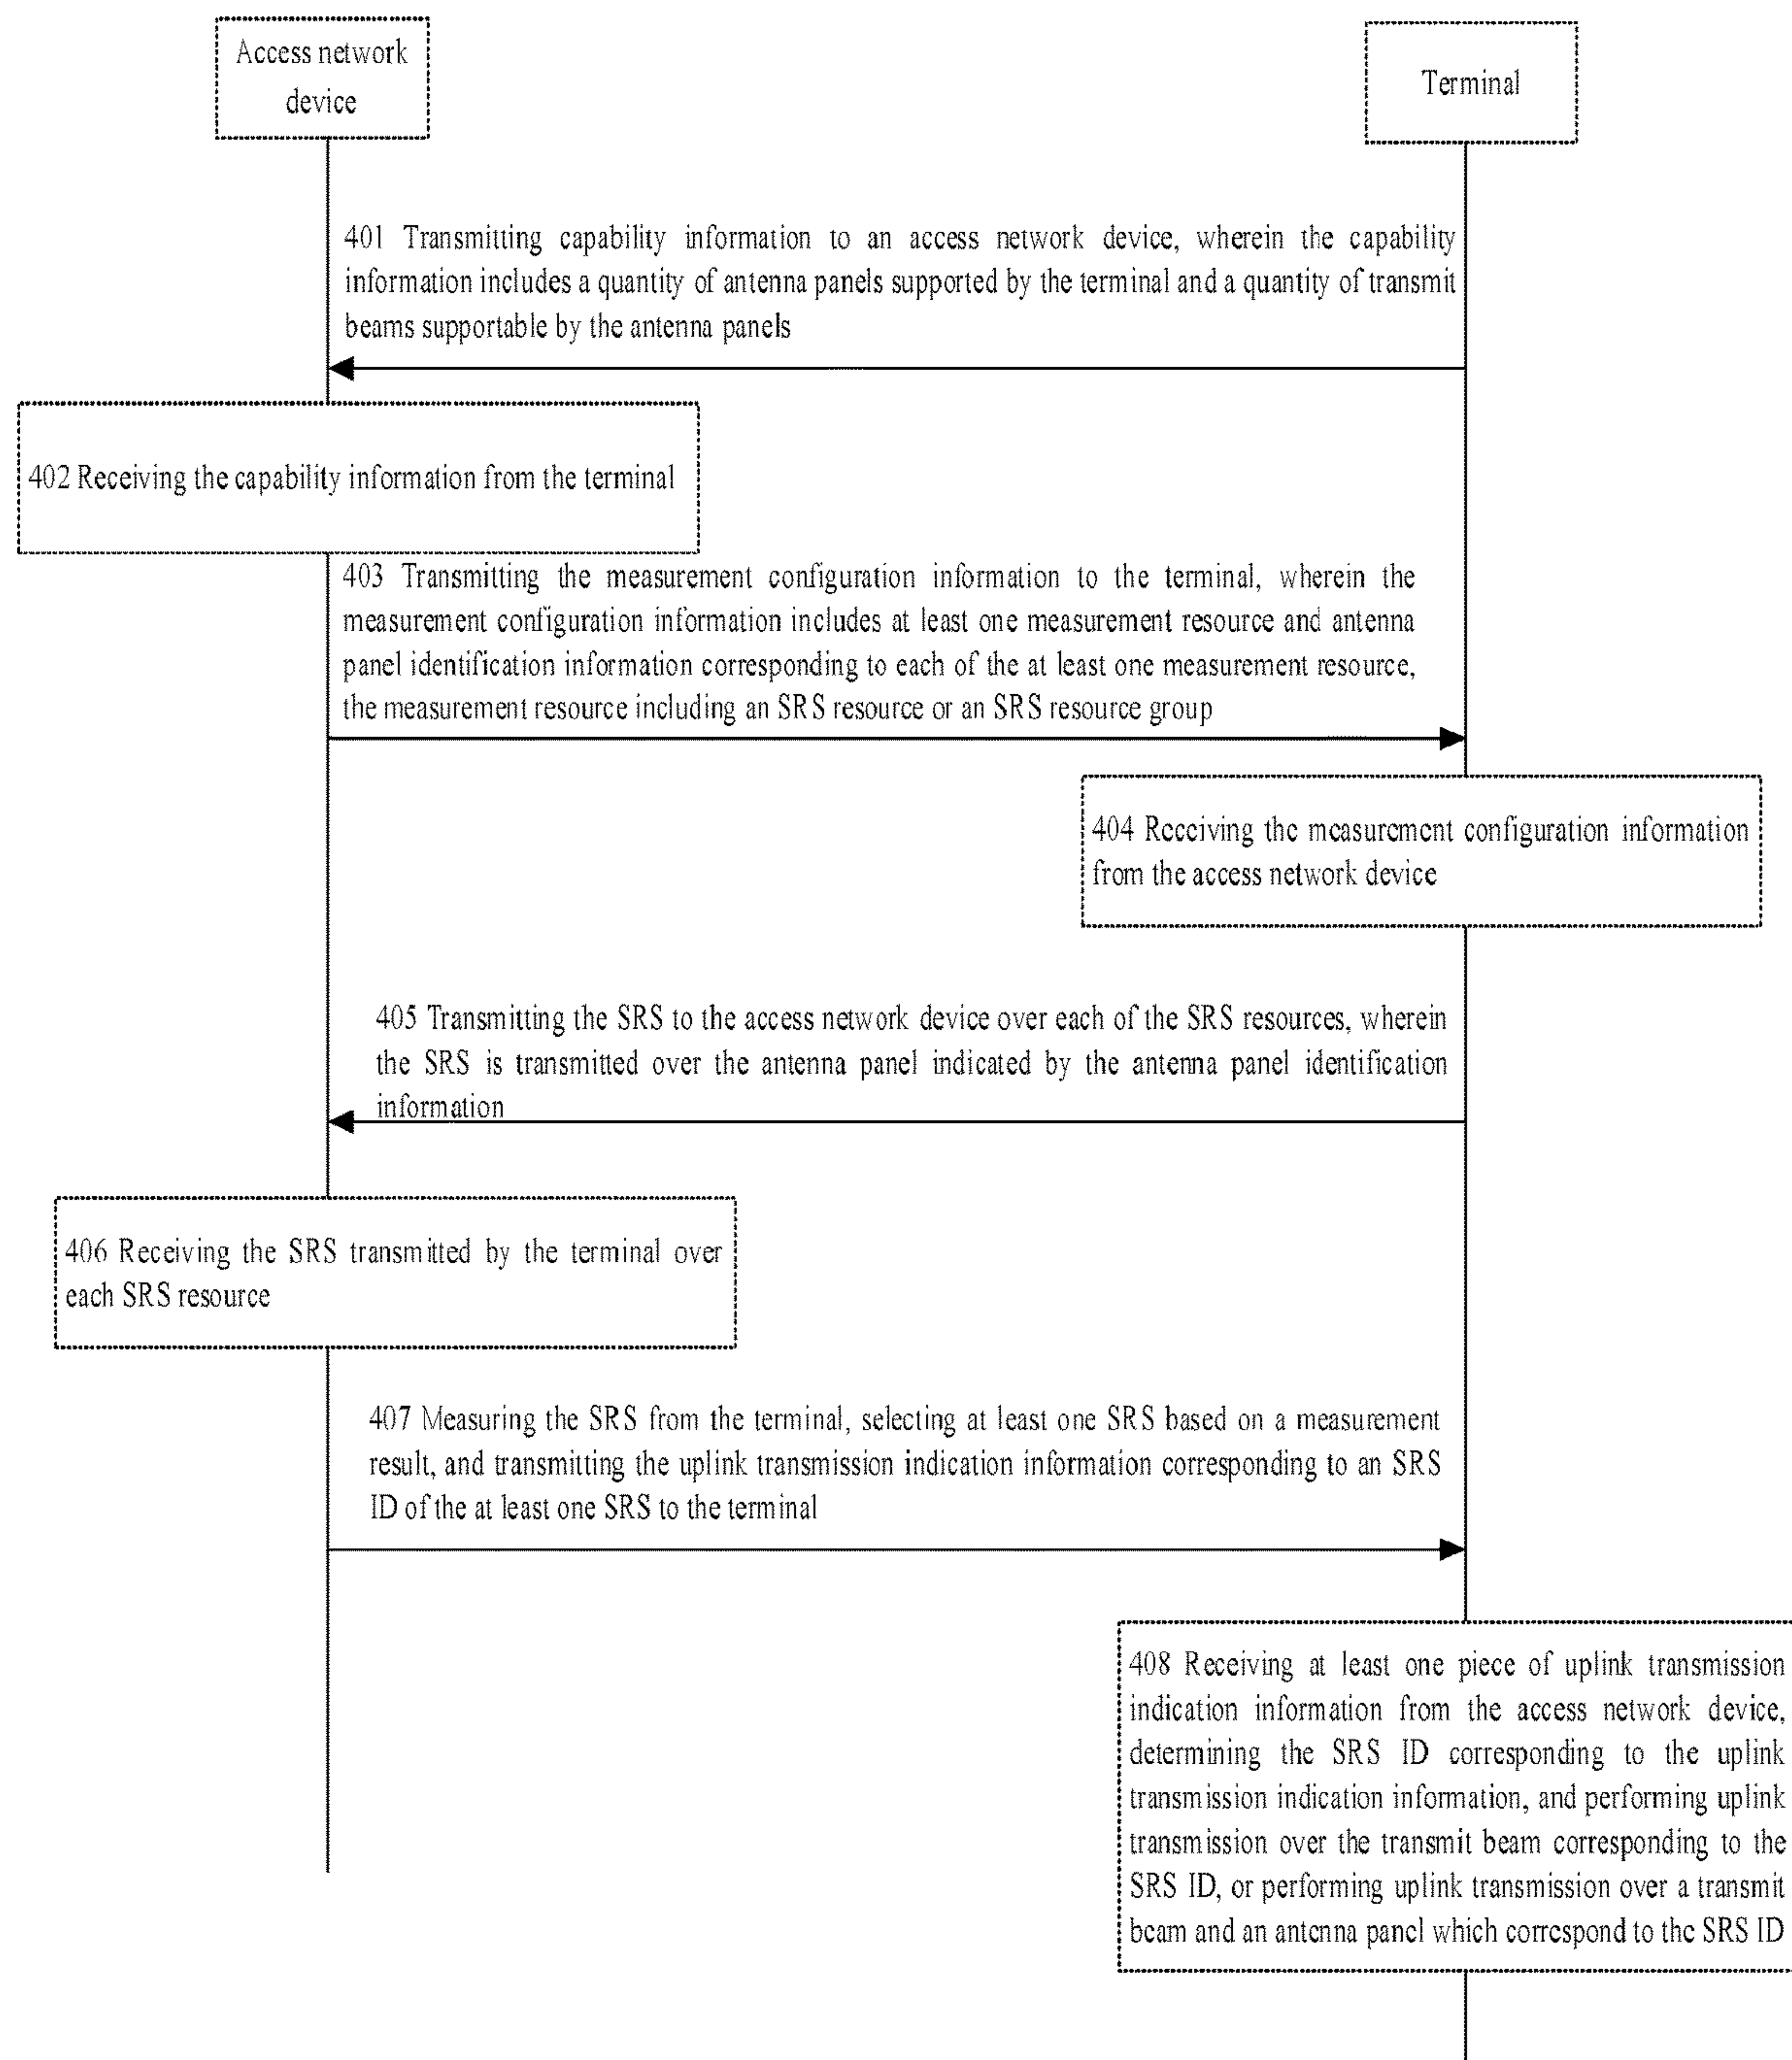 Access network
device
Terminal
401 Transmitting capability information to an access network device, wherein the capability
information includes a quantity of antenna panels supported by the terminal and a quantity of transmit
beams supportable by the antenna panels
402 Receiving the capability information from the terminal
403 Transmitting the measurement configuration information to the terminal, wherein the
measurement configuration information includes at least one measurement resource and antenna
panel identification information corresponding to each of the at least one measurement resource,
the measurement resource including an SRS resource or an SRS resource group
404 Receiving the measurement configuration information
from the access network device
405 Transmitting the SRS to the access network device over each of the SRS resources, wherein
the SRS is transmitted over the antenna panel indicated by the antenna panel identification
information
406 Receiving the SRS transmitted by the terminal over
each SRS resource
407 Measuring the SRS from the terminal, selecting at least one SRS based on a measurement
result, and transmitting the uplink transmission indication information corresponding to an SRS
ID of the at least one SRS to the terminal
408 Receiving at least one piece of uplink transmission
indication information from the access network device,
determining the SRS ID corresponding to the uplink
transmission indication information, and performing uplink
transmission over the transmit beam corresponding to the
SRS ID, or performing uplink transmission over a transmit
beam and an antenna panel which correspond to the SRS ID